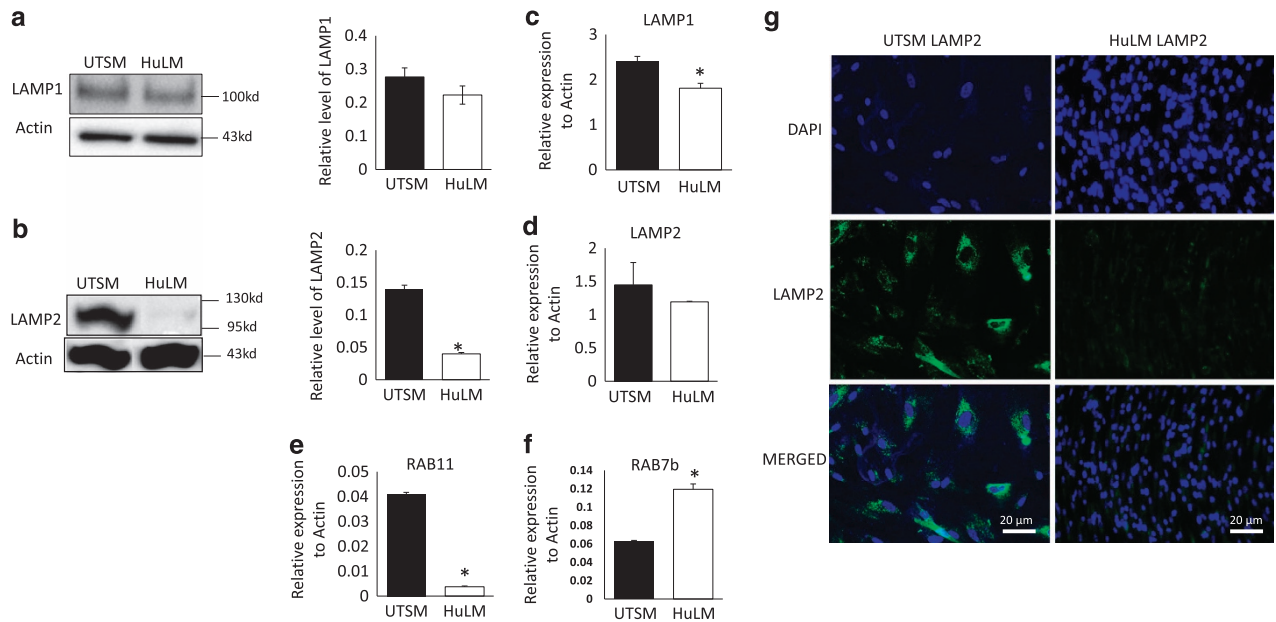 a
UTSM HuLM
LAMP1
100kd
Actin
43kd
Relative level of LAMP1
0.4
0.3
0.2
0.1
0
UTSM HuLM
c
LAMP1
Relative expression
to Actin
3
2
1
0
*
UTSM HuLM
b
UTSM HuLM
LAMP2
130kd
95kd
Actin
43kd
Relative level of LAMP2
0.2
0.15
0.1
0.05
0
*
UTSM HuLM
d
LAMP2
Relative expression
to Actin
2
1.5
1
0.5
0
UTSM HuLM
e
RAB11
Relative expression
to Actin
0.05
0.04
0.03
0.02
0.01
0
*
UTSM HuLM
f
RAB7b
Relative expression
to Actin
0.14
0.12
0.1
0.08
0.06
0.04
0.02
0
*
UTSM HuLM
g
UTSM LAMP2 HuLM LAMP2
DAPI
LAMP2
MERGED
20 µm 20 µm